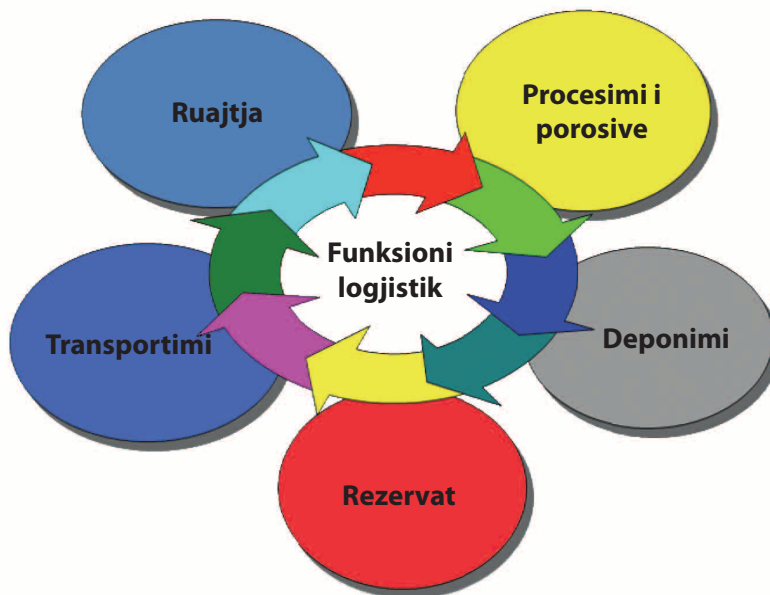 Ruajtja
Procesimi i
porosive
Funksioni
logjistik
Transportimi
Deponimi
Rezervat